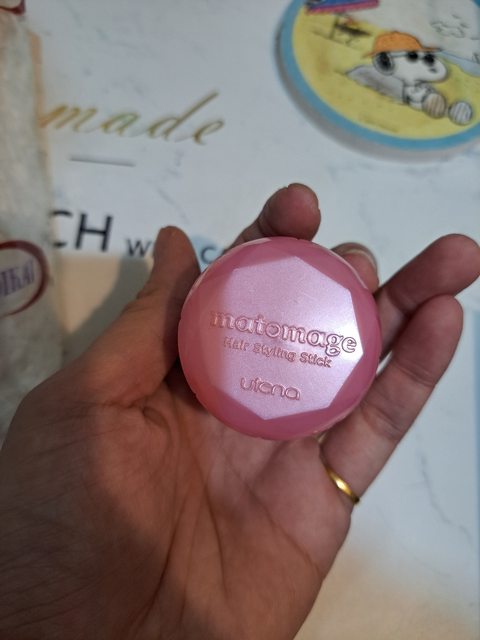 made
CH
matomage
Hair Styling Stick
utena